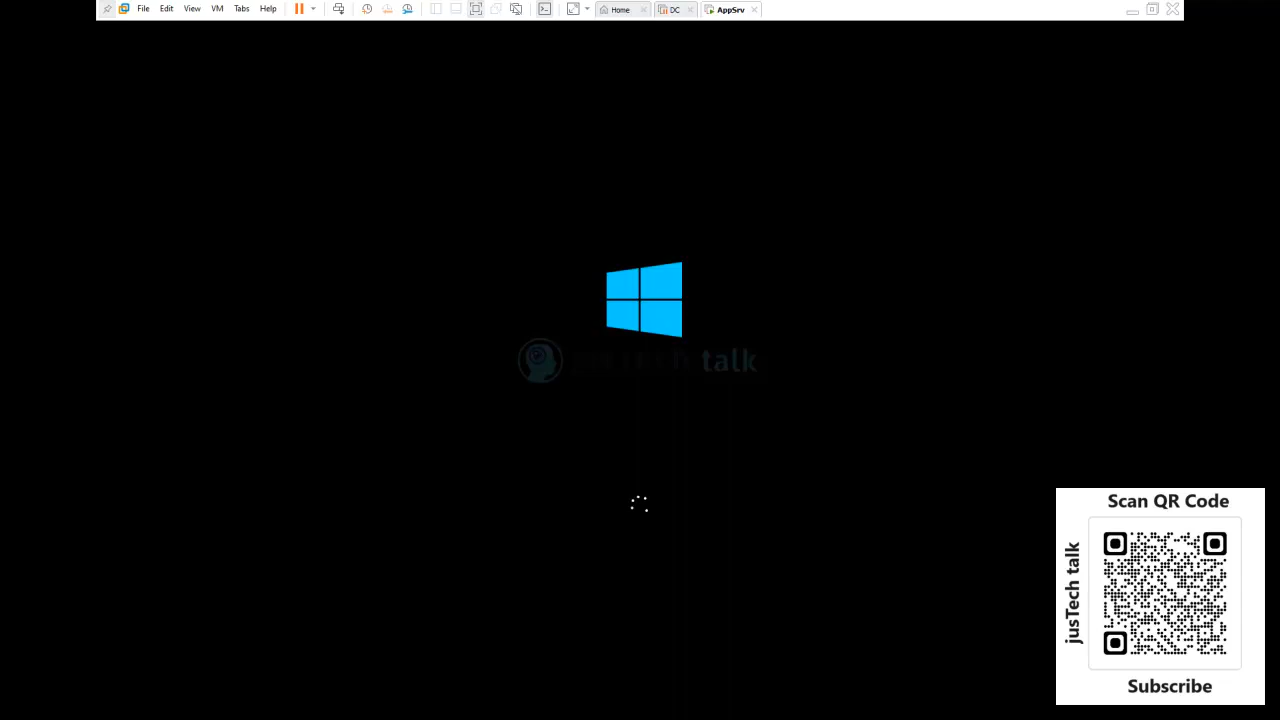 File Edit View VM Tabs Help Home DC AppSrv
talk
Scan QR Code
jusTech talk
Subscribe